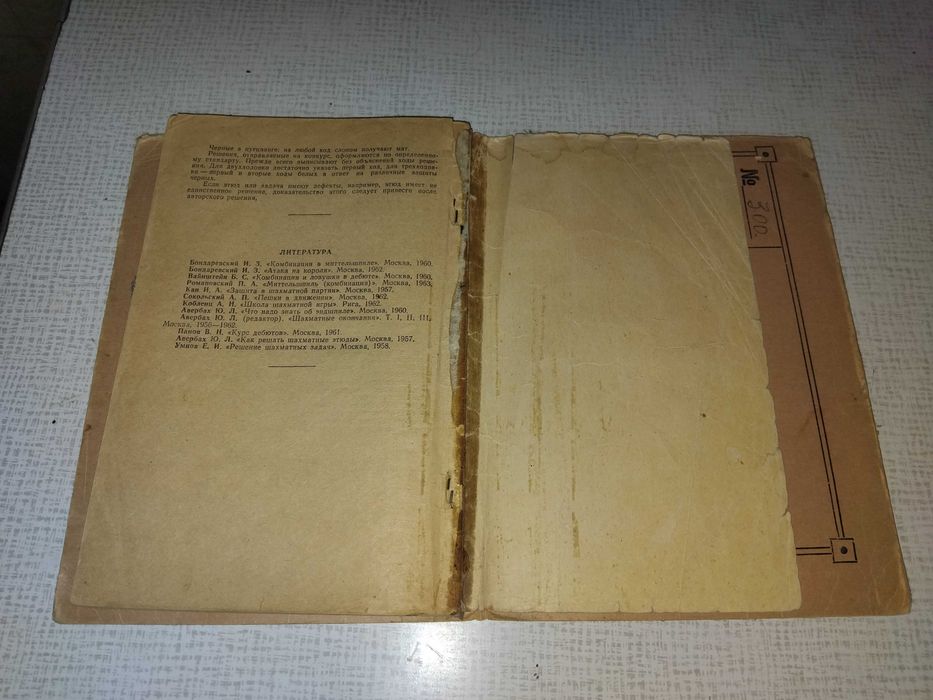 Черные в цугцванге: на любой ход слоном получают мат.
Решения, отправляемые на конкурс, оформляются по определенно-
му стандарту. Прежде всего выписывают без объяснений ходы реше-
ния. Для двухходовки достаточно указать первый ход, для трехходов-
ки — первый и вторые ходы белых в ответ на различные защиты
черных.
Если этюд или задача имеют дефекты, например, этюд имеет не
единственное решение, доказательство этого следует привести после
авторского решения.
ЛИТЕРАТУРА
Бондаревский И. З. «Комбинации в миттельшпиле». Москва, 1960.
Бондаревский И. З. «Атака на короля». Москва, 1962.
Вайнштейн Б. С. «Комбинации и ловушки в дебюте». Москва, 1960.
Романовский П. А. «Миттельшпиль (комбинация)». Москва, 1963.
Кан И. А. «Защита в шахматной партии». Москва, 1957.
Сокольский А. П. «Пешки в движении». Москва, 1962.
Кобленц А. Н. «Школа шахматной игры». Рига, 1962.
Авербах Ю. Л. «Что надо знать об эндшпиле». Москва, 1960.
Авербах Ю. Л. (редактор). «Шахматные окончания». Т. I, II, III,
Москва, 1956—1962.
Панов В. Н. «Курс дебютов». Москва, 1961.
Авербах Ю. Л. «Как решать шахматные этюды». Москва, 1957.
Умнов Е. И. «Решение шахматных задач». Москва, 1958.
№ 300